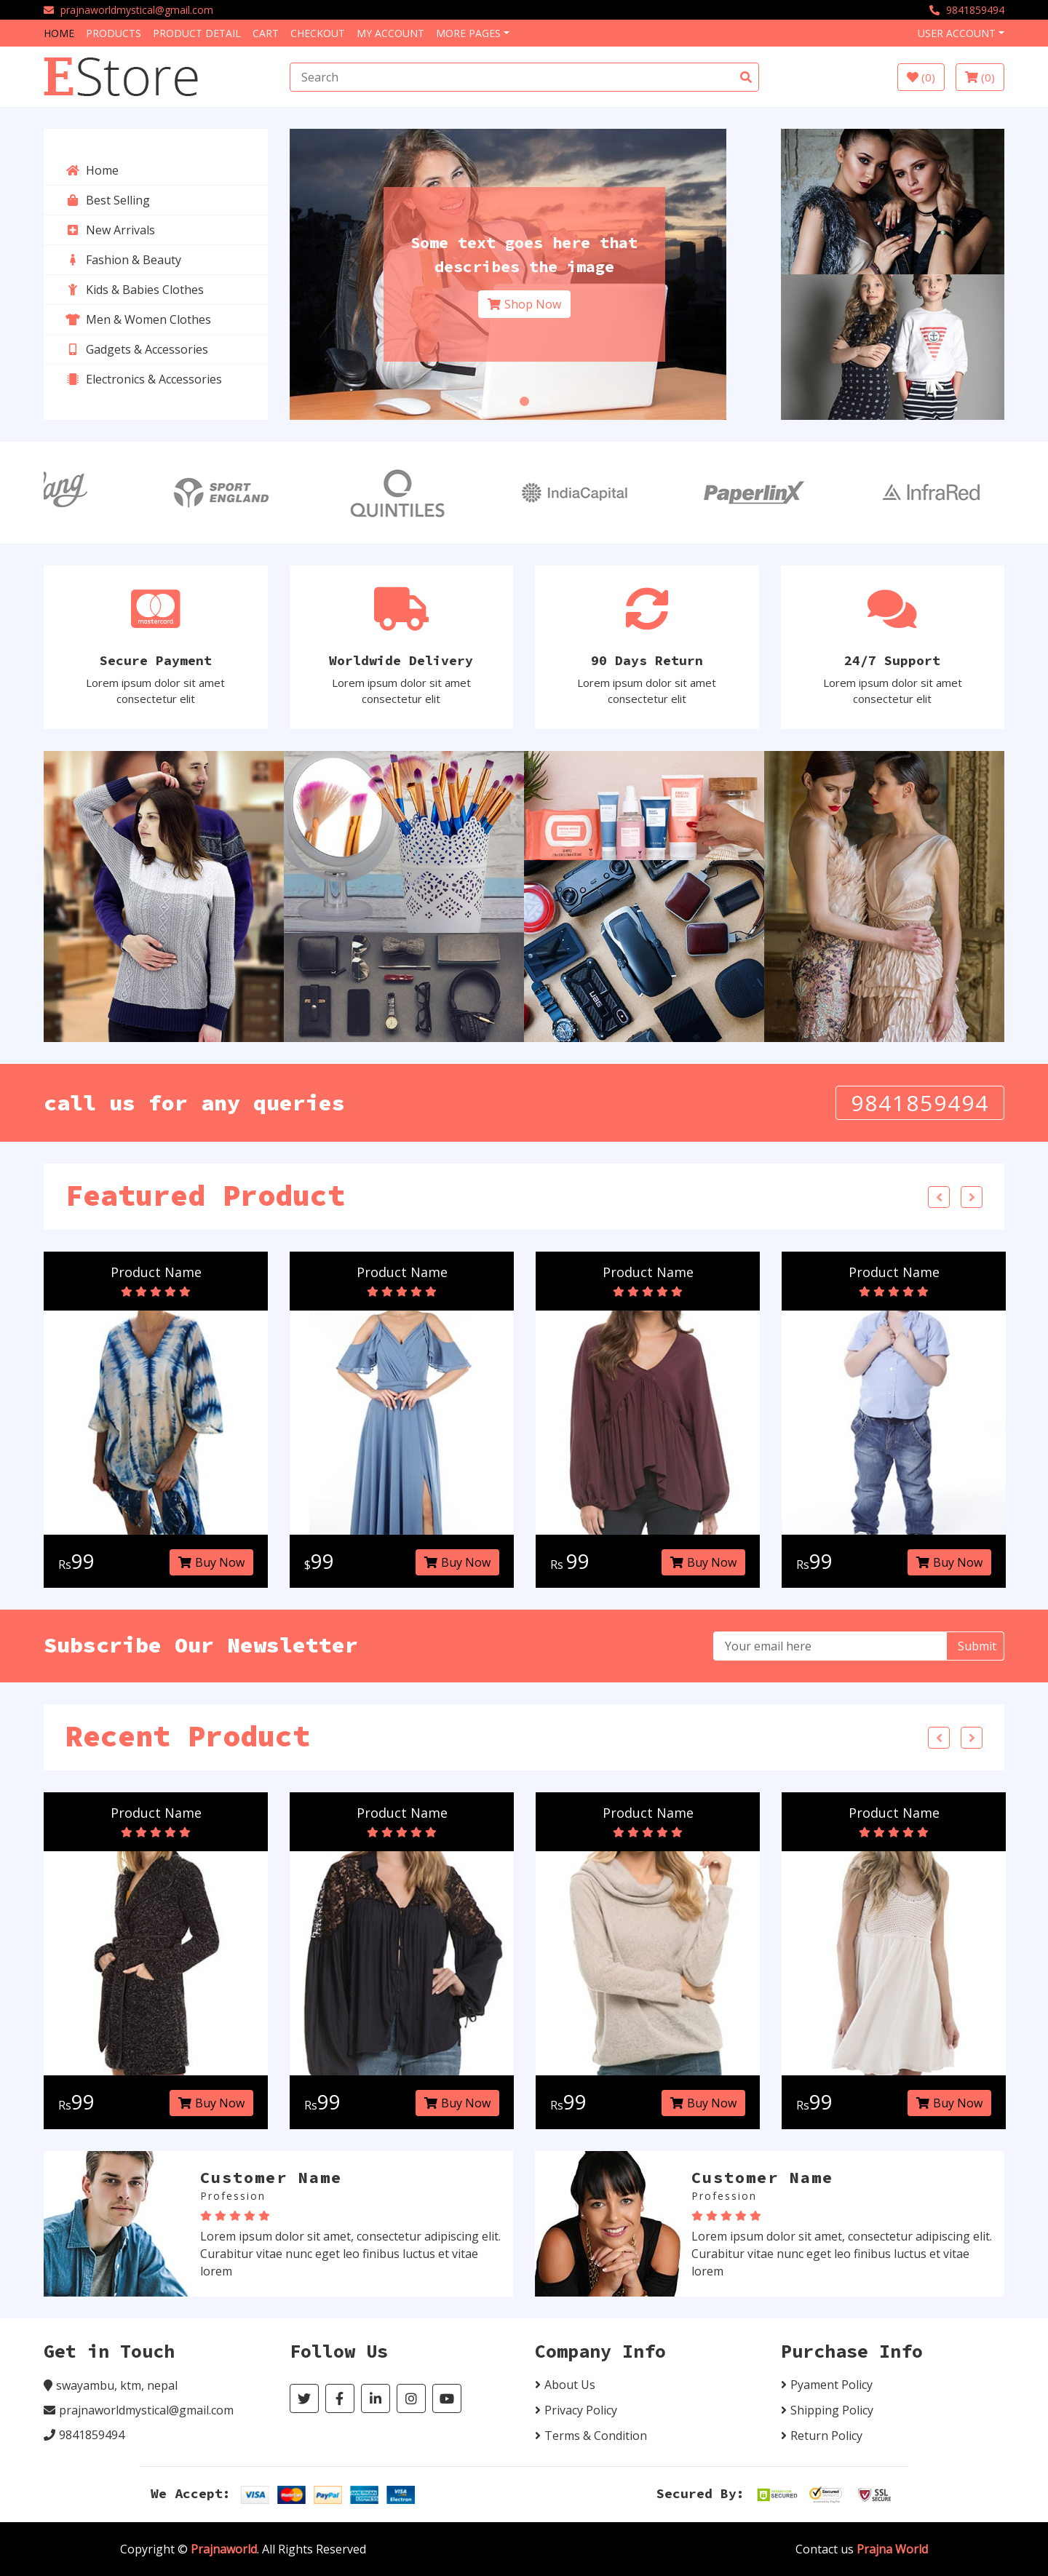 prajnaworldmystical@gmail.com 9841859494
HOME PRODUCTS PRODUCT DETAIL CART CHECKOUT MY ACCOUNT MORE PAGES USER ACCOUNT
EStore Search (0) (0)
Home
Best Selling
New Arrivals
Fashion & Beauty
Kids & Babies Clothes
Men & Women Clothes
Gadgets & Accessories
Electronics & Accessories
Some text goes here that
describes the image
Shop Now
SPORT
ENGLAND
QUINTILES
IndiaCapital
PaperlinX
InfraRed
mastercard
Secure Payment
Lorem ipsum dolor sit amet
consectetur elit
Worldwide Delivery
Lorem ipsum dolor sit amet
consectetur elit
90 Days Return
Lorem ipsum dolor sit amet
consectetur elit
24/7 Support
Lorem ipsum dolor sit amet
consectetur elit
call us for any queries 9841859494
Featured Product
Product Name Product Name Product Name Product Name
Rs99 Buy Now $99 Buy Now Rs 99 Buy Now Rs99 Buy Now
Subscribe Our Newsletter Your email here Submit
Recent Product
Product Name Product Name Product Name Product Name
Rs99 Buy Now Rs99 Buy Now Rs99 Buy Now Rs99 Buy Now
Customer Name
Profession
Lorem ipsum dolor sit amet, consectetur adipiscing elit.
Curabitur vitae nunc eget leo finibus luctus et vitae
lorem
Customer Name
Profession
Lorem ipsum dolor sit amet, consectetur adipiscing elit.
Curabitur vitae nunc eget leo finibus luctus et vitae
lorem
Get in Touch
swayambu, ktm, nepal
prajnaworldmystical@gmail.com
9841859494
Follow Us
Company Info
About Us
Privacy Policy
Terms & Condition
Purchase Info
Pyament Policy
Shipping Policy
Return Policy
We Accept: VISA MasterCard PayPal AMERICAN EXPRESS VISA Electron
Secured By: SECURED Secured SSL SECURE
Copyright © Prajnaworld. All Rights Reserved Contact us Prajna World